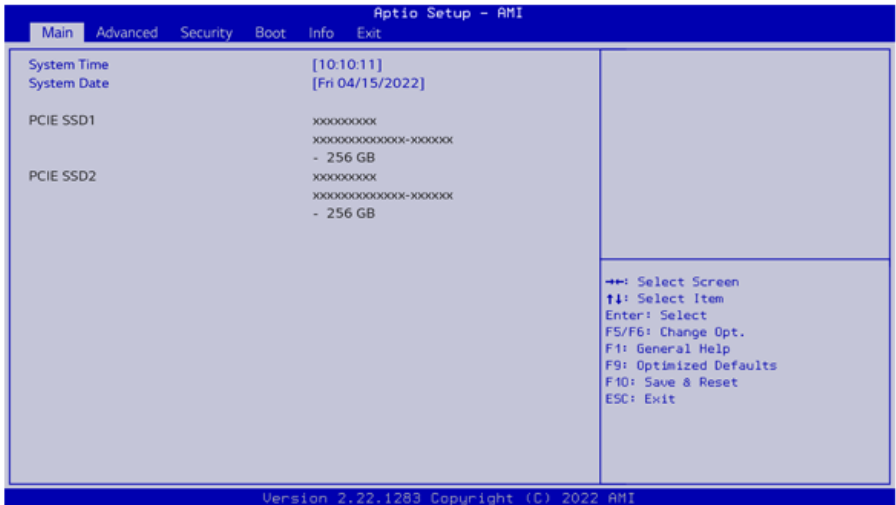 Aptio Setup - AMI
Main Advanced Security Boot Info Exit
System Time [10:10:11]
System Date [Fri 04/15/2022]
PCIE SSD1 xxxxxxxxx
xxxxxxxxxxxxx-xxxxxx
- 256 GB
PCIE SSD2 xxxxxxxxx
xxxxxxxxxxxxx-xxxxxx
- 256 GB
→←: Select Screen
↑↓: Select Item
Enter: Select
F5/F6: Change Opt.
F1: General Help
F9: Optimized Defaults
F10: Save & Reset
ESC: Exit
Version 2.22.1283 Copyright (C) 2022 AMI